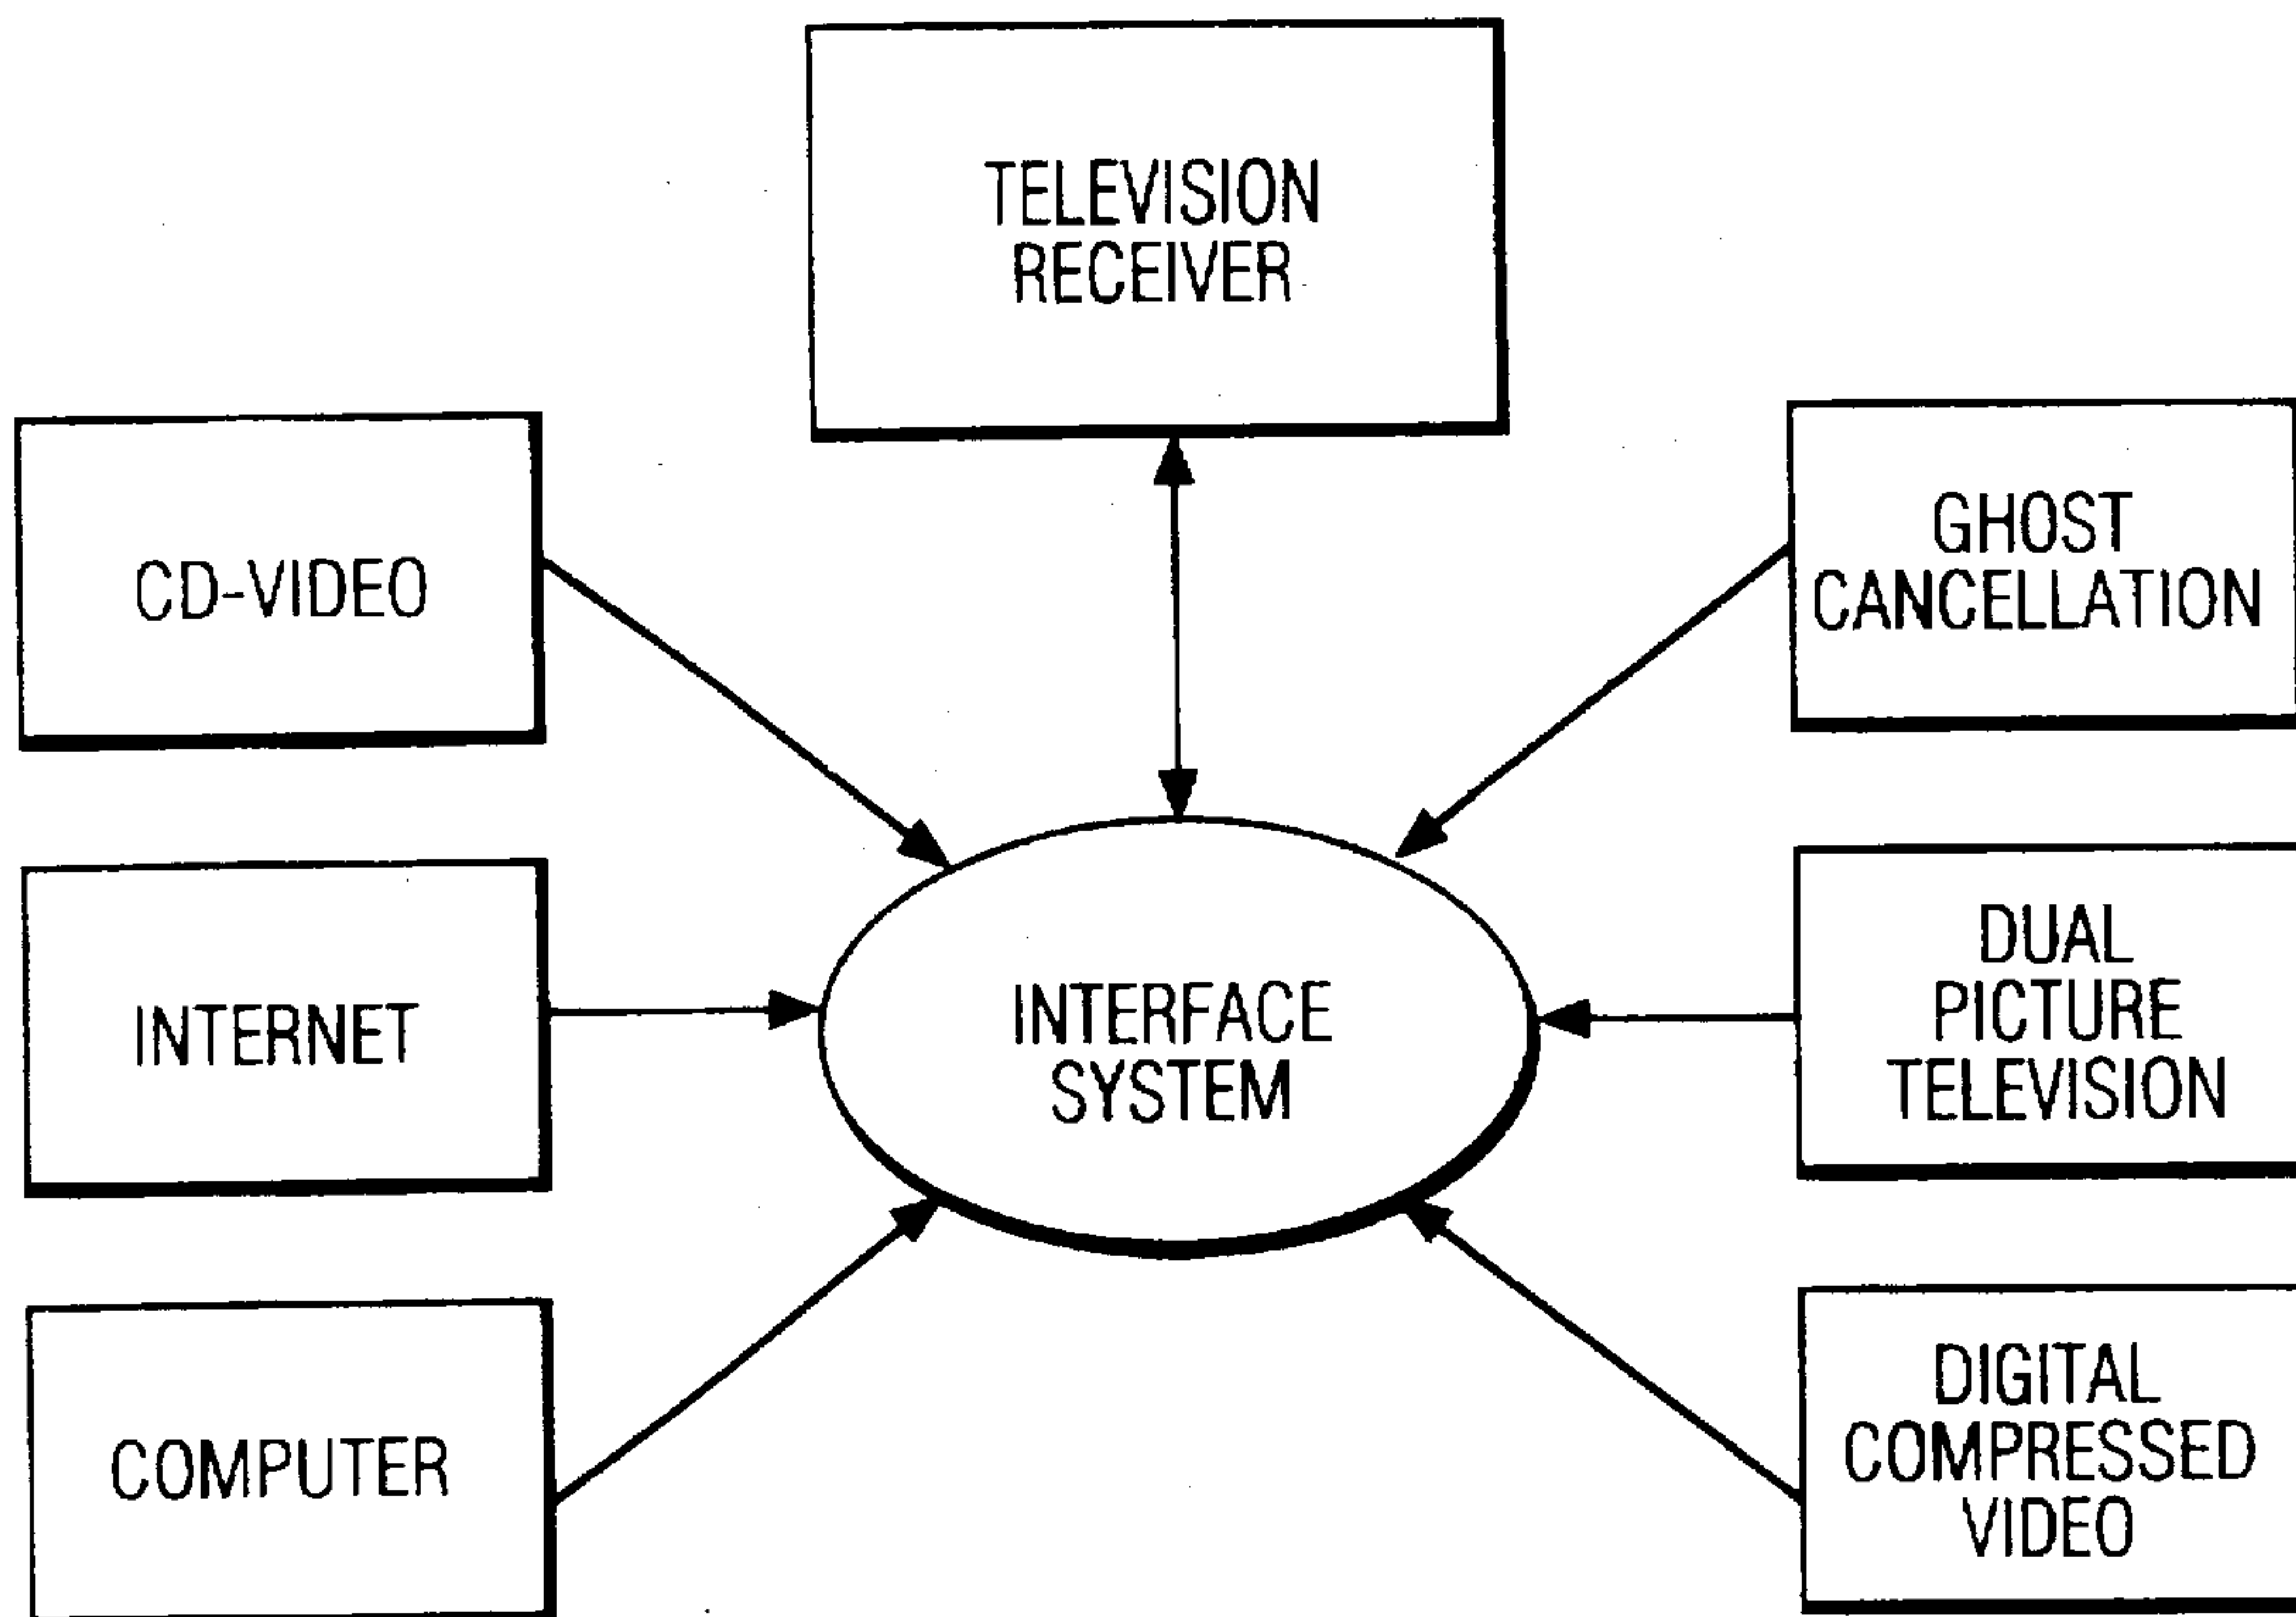 TELEVISION
RECEIVER
CD-VIDEO
GHOST
CANCELLATION
INTERNET
INTERFACE
SYSTEM
DUAL
PICTURE
TELEVISION
COMPUTER
DIGITAL
COMPRESSED
VIDEO